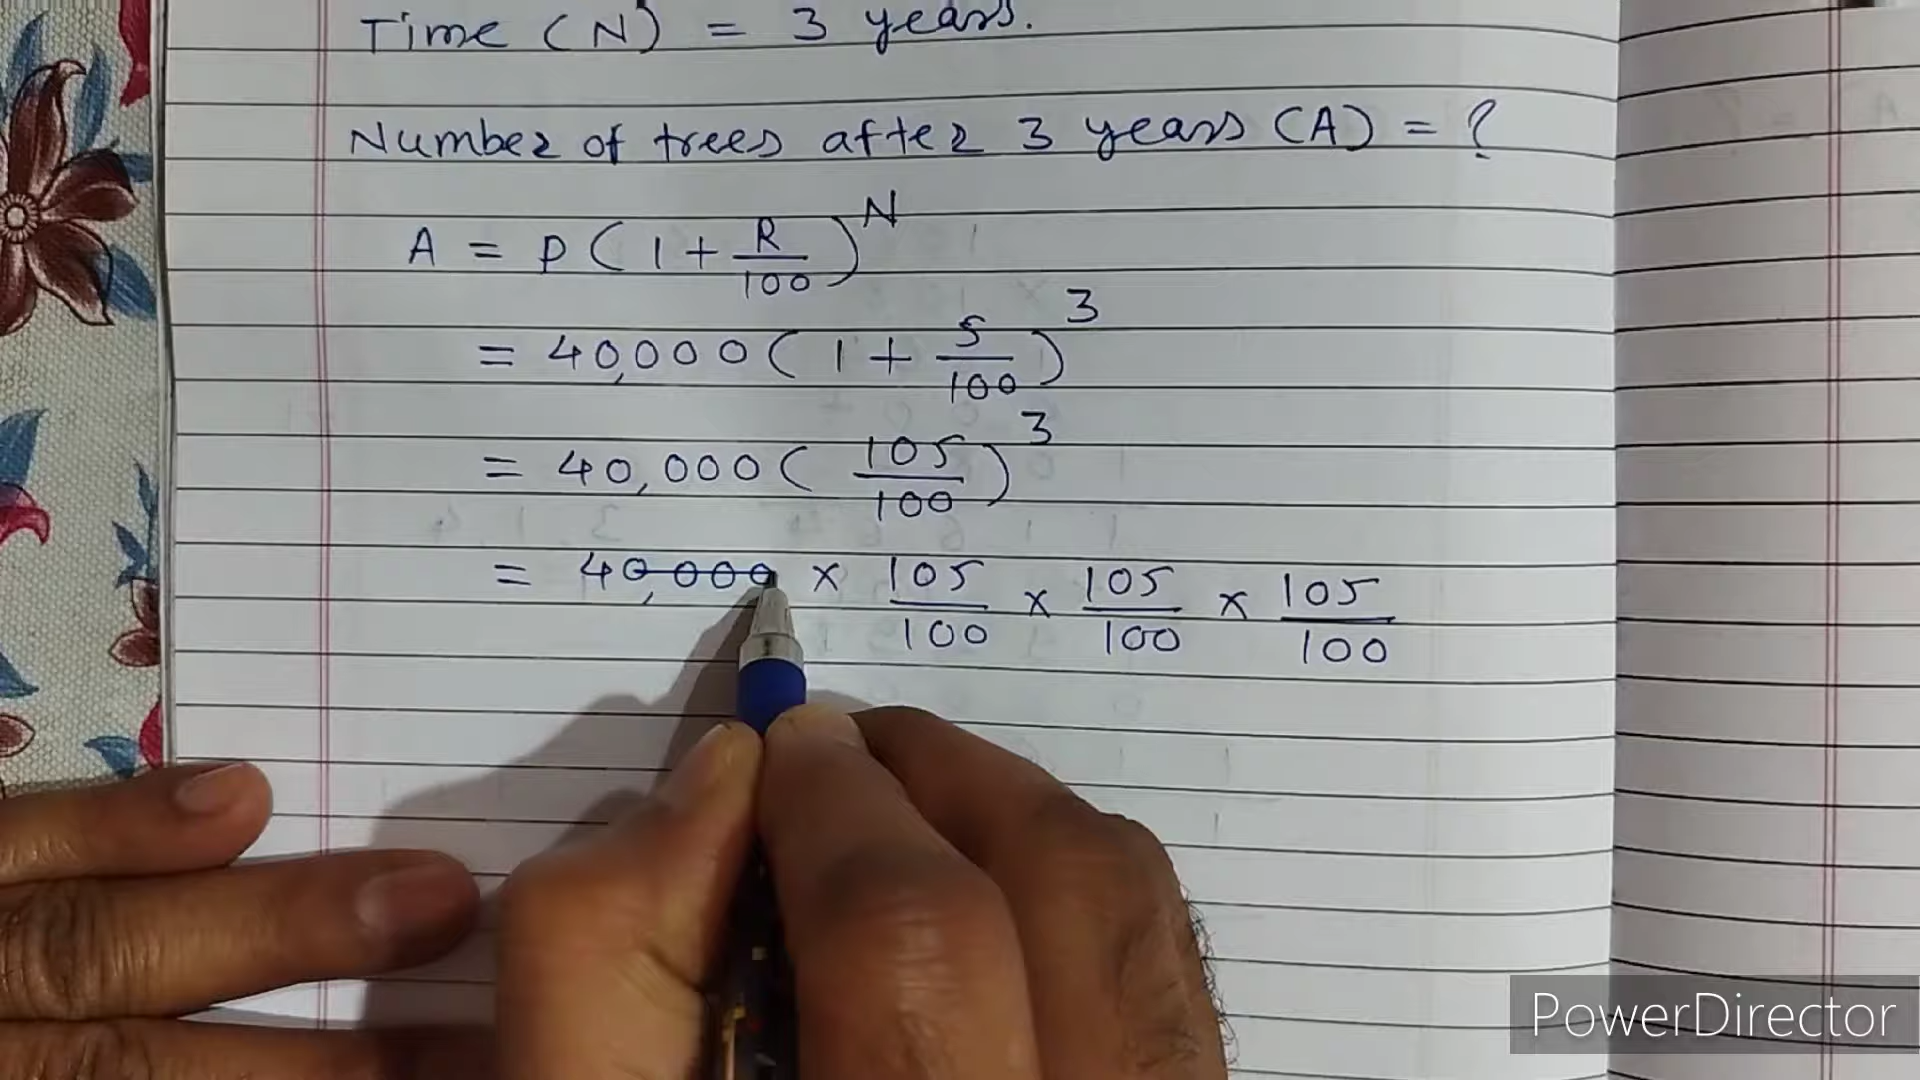 Time (N) = 3 years.
Number of trees after 3 years (A) = ?
A = P ( 1 + R/100 )^N
= 40,000 ( 1 + 5/100 )^3
= 40,000 ( 105/100 )^3
= 40,000 × 105/100 × 105/100 × 105/100
PowerDirector